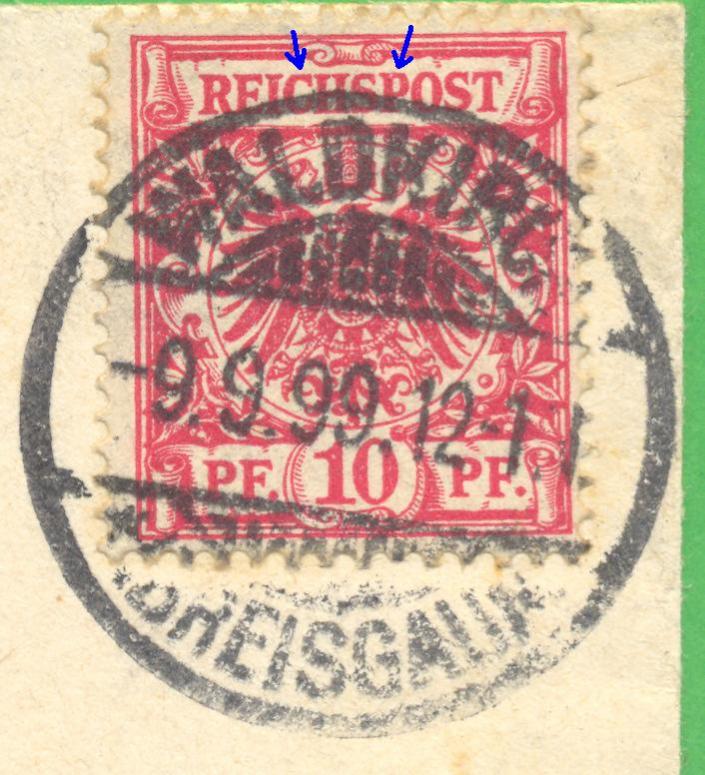 REICHSPOST
WALDKIRCH
-9.9.99.12-1.
PF. 10 PF.
(BREISGAU)